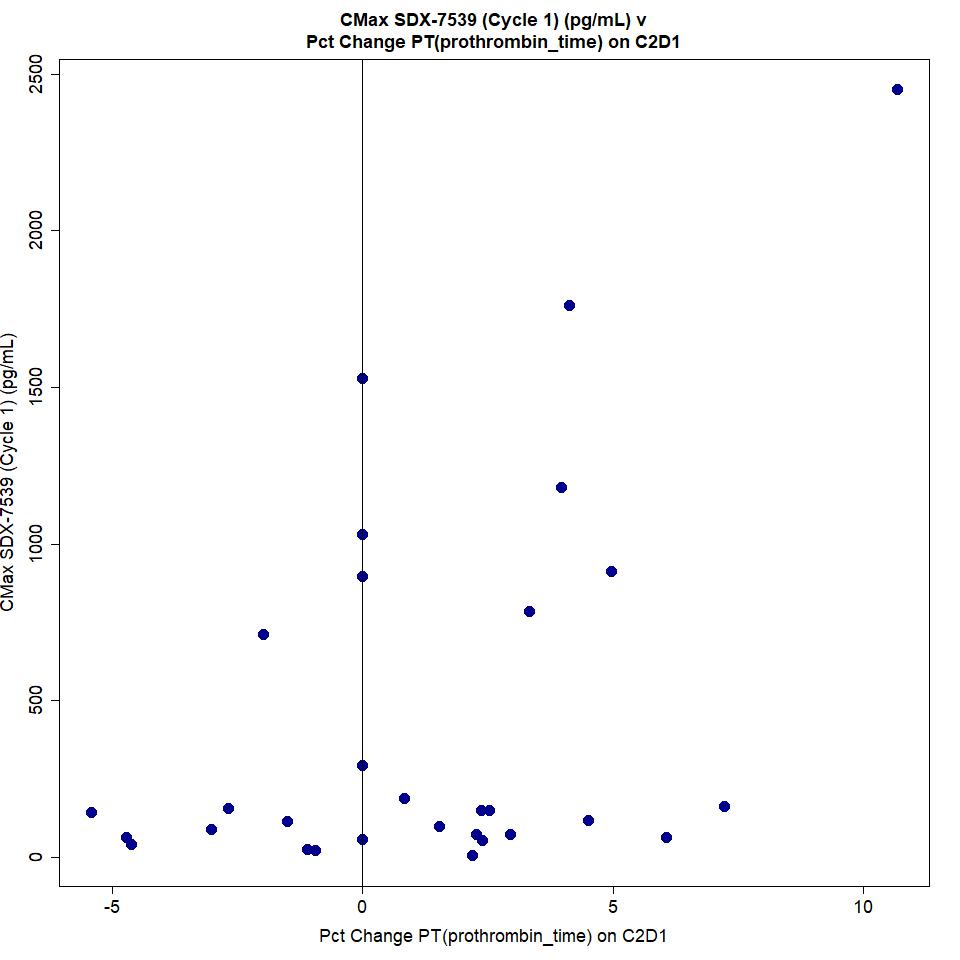 CMax SDX-7539 (Cycle 1) (pg/mL) v
Pct Change PT(prothrombin_time) on C2D1
2500
2000
1500
1000
500
0
CMax SDX-7539 (Cycle 1) (pg/mL)
-5
0
5
10
Pct Change PT(prothrombin_time) on C2D1